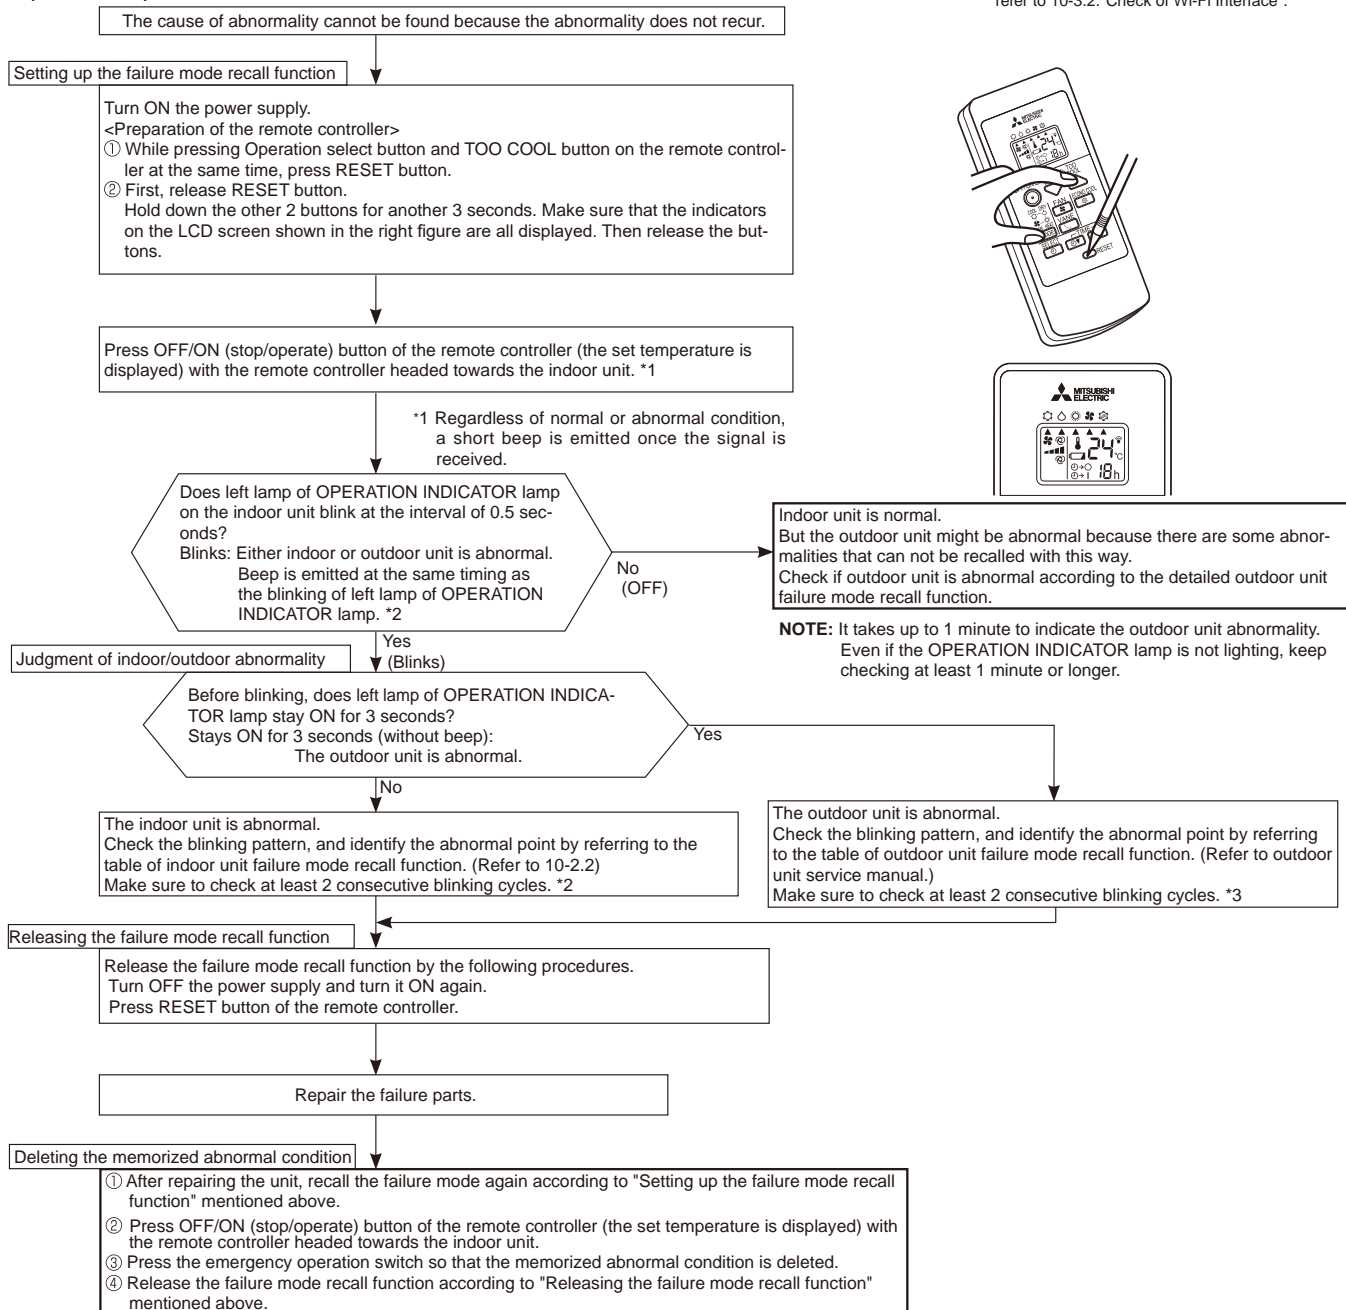 refer to 10-3.2."Check of Wi-Fi Interface".
The cause of abnormality cannot be found because the abnormality does not recur.
Setting up the failure mode recall function
Turn ON the power supply.
<Preparation of the remote controller>
① While pressing Operation select button and TOO COOL button on the remote control-
ler at the same time, press RESET button.
② First, release RESET button.
Hold down the other 2 buttons for another 3 seconds. Make sure that the indicators
on the LCD screen shown in the right figure are all displayed. Then release the but-
tons.
MITSUBISHI
ELECTRIC
24℃
18h
TOO
ECONO COOL
FAN
VANE
TIME
SELECT
RESET
Press OFF/ON (stop/operate) button of the remote controller (the set temperature is
displayed) with the remote controller headed towards the indoor unit. *1
*1 Regardless of normal or abnormal condition,
a short beep is emitted once the signal is
received.
MITSUBISHI
ELECTRIC
24℃
18h
Does left lamp of OPERATION INDICATOR lamp
on the indoor unit blink at the interval of 0.5 sec-
onds?
Blinks: Either indoor or outdoor unit is abnormal.
Beep is emitted at the same timing as
the blinking of left lamp of OPERATION
INDICATOR lamp. *2
No
(OFF)
Indoor unit is normal.
But the outdoor unit might be abnormal because there are some abnor-
malities that can not be recalled with this way.
Check if outdoor unit is abnormal according to the detailed outdoor unit
failure mode recall function.
NOTE: It takes up to 1 minute to indicate the outdoor unit abnormality.
Even if the OPERATION INDICATOR lamp is not lighting, keep
checking at least 1 minute or longer.
Yes
(Blinks)
Judgment of indoor/outdoor abnormality
Before blinking, does left lamp of OPERATION INDICA-
TOR lamp stay ON for 3 seconds?
Stays ON for 3 seconds (without beep):
The outdoor unit is abnormal.
Yes
No
The indoor unit is abnormal.
Check the blinking pattern, and identify the abnormal point by referring to the
table of indoor unit failure mode recall function. (Refer to 10-2.2)
Make sure to check at least 2 consecutive blinking cycles. *2
The outdoor unit is abnormal.
Check the blinking pattern, and identify the abnormal point by referring
to the table of outdoor unit failure mode recall function. (Refer to outdoor
unit service manual.)
Make sure to check at least 2 consecutive blinking cycles. *3
Releasing the failure mode recall function
Release the failure mode recall function by the following procedures.
Turn OFF the power supply and turn it ON again.
Press RESET button of the remote controller.
Repair the failure parts.
Deleting the memorized abnormal condition
① After repairing the unit, recall the failure mode again according to "Setting up the failure mode recall
function" mentioned above.
② Press OFF/ON (stop/operate) button of the remote controller (the set temperature is displayed) with
the remote controller headed towards the indoor unit.
③ Press the emergency operation switch so that the memorized abnormal condition is deleted.
④ Release the failure mode recall function according to "Releasing the failure mode recall function"
mentioned above.